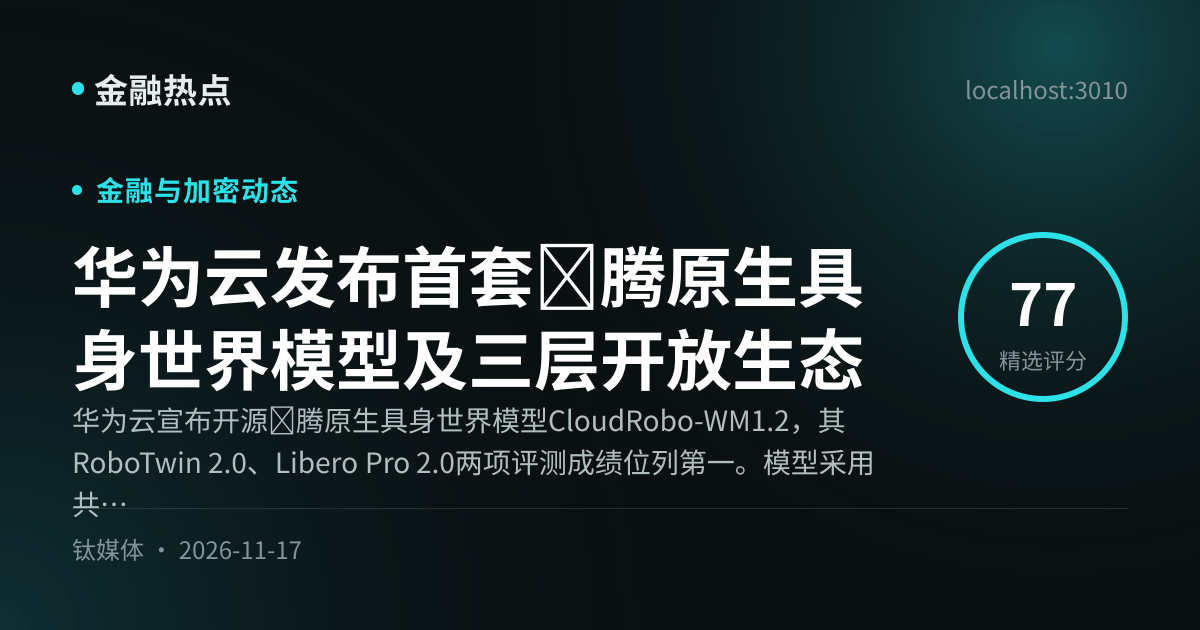 金融热点
localhost:3010
金融与加密动态
华为云发布首套腾原生具
身世界模型及三层开放生态
77
精选评分
华为云宣布开源腾原生具身世界模型CloudRobo-WM1.2，其
RoboTwin 2.0、Libero Pro 2.0两项评测成绩位列第一。模型采用
共…
钛媒体 • 2026-11-17